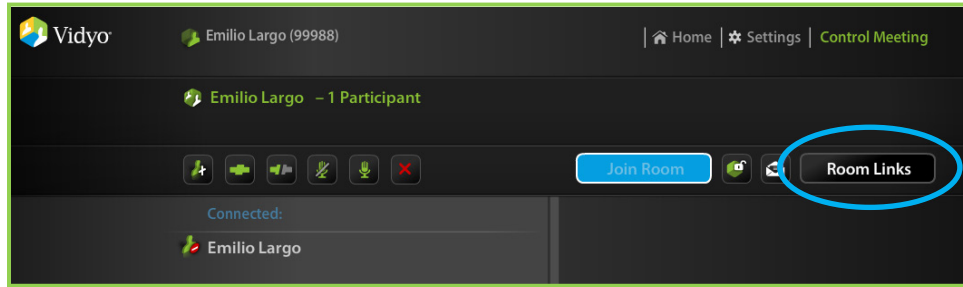 Vidyo Emilio Largo (99988) | Home | Settings | Control Meeting
Emilio Largo – 1 Participant
Join Room Room Links
Connected:
Emilio Largo